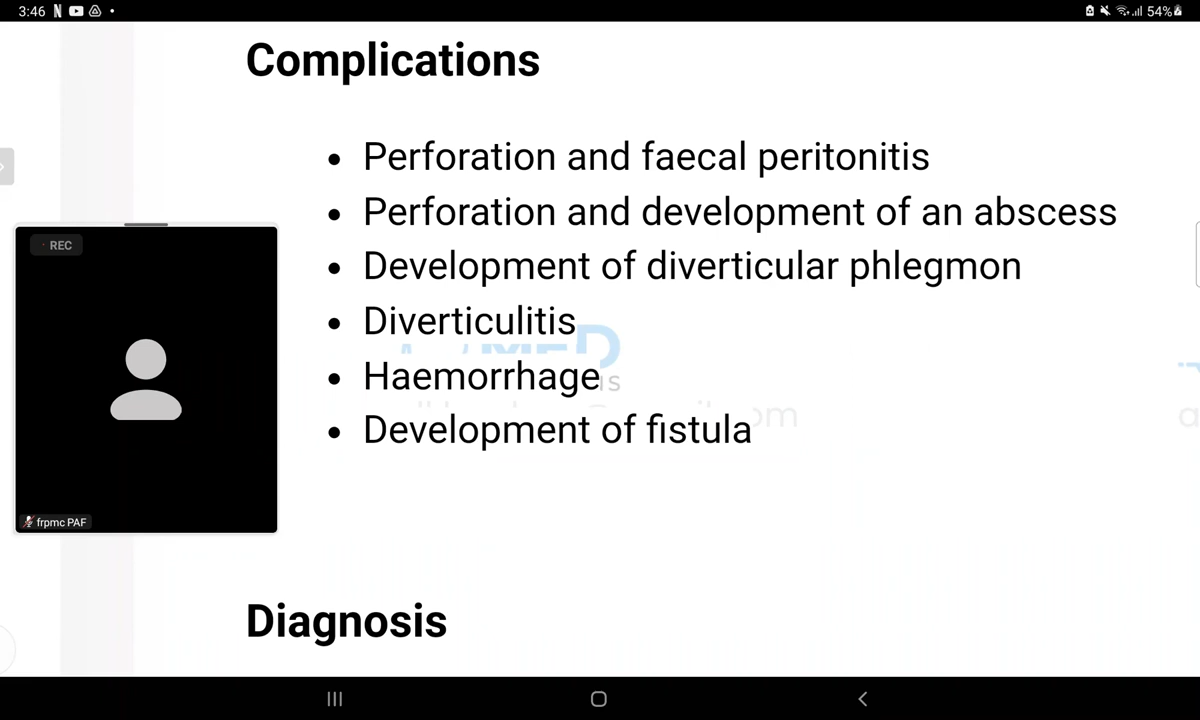 3:46 54%
Complications
• Perforation and faecal peritonitis
• Perforation and development of an abscess
REC
• Development of diverticular phlegmon
• Diverticulitis
• Haemorrhage
• Development of fistula
frpmc PAF
Diagnosis